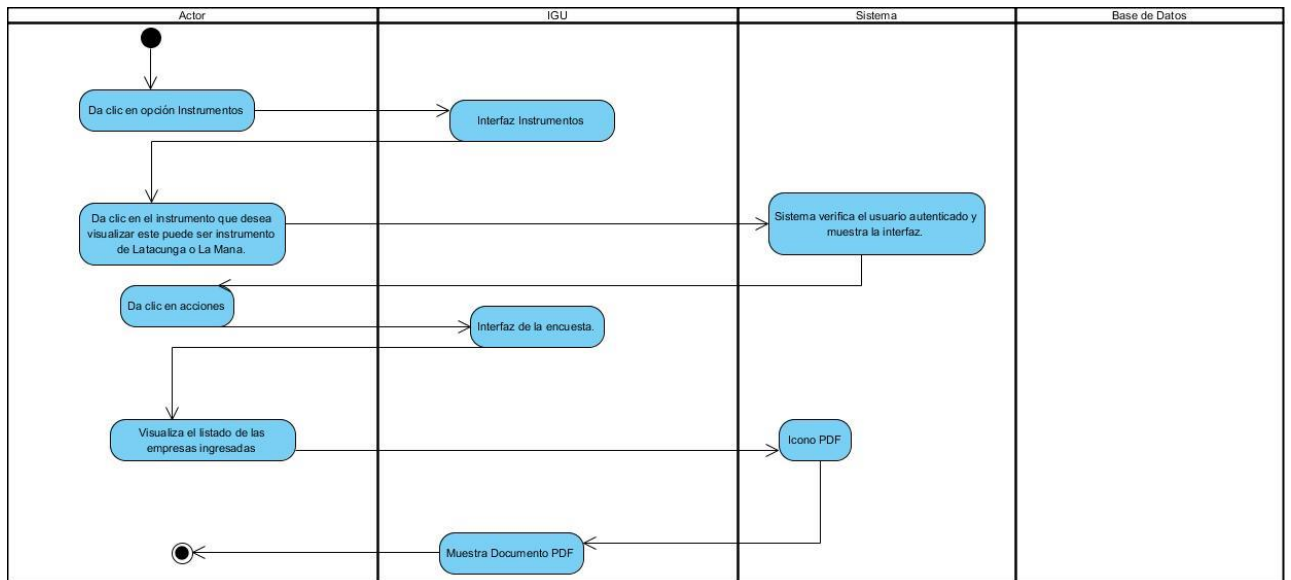 Actor
IGU
Sistema
Base de Datos
Da clic en opción Instrumentos
Interfaz Instrumentos
Da clic en el instrumento que desea
visualizar este puede ser instrumento
de Latacunga o La Mana.
Sistema verifica el usuario autenticado y
muestra la interfaz.
Da clic en acciones
Interfaz de la encuesta.
Visualiza el listado de las
empresas ingresadas
Icono PDF
Muestra Documento PDF